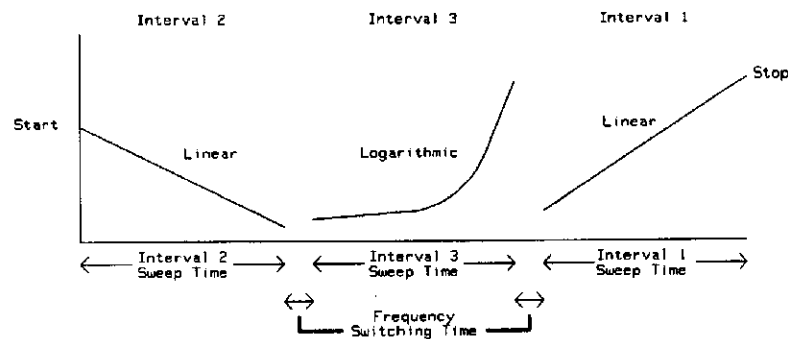 Interval 2
Interval 3
Interval 1
Stop
Start
Linear
Logarithmic
Linear
Interval 2
Sweep Time
Interval 3
Sweep Time
Interval 1
Sweep Time
Frequency
Switching Time